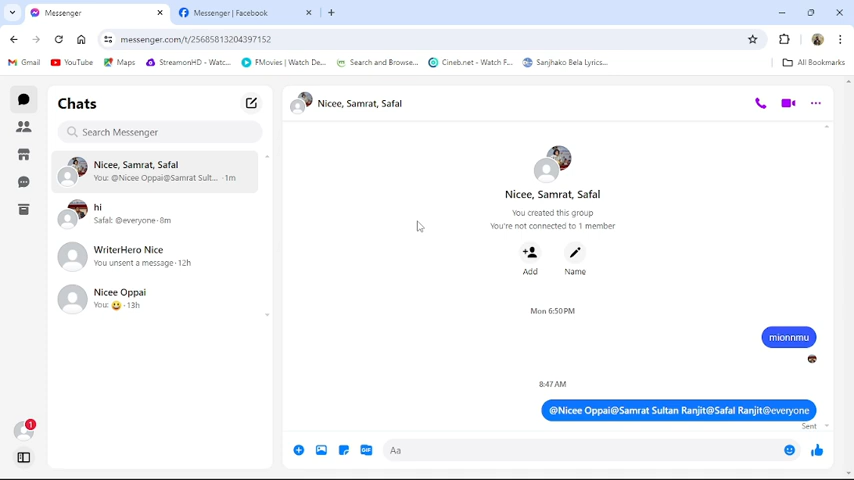 Messenger
Messenger | Facebook
messenger.com/t/25685813204397152
Gmail
YouTube
Maps
StreamonHD - Watc...
FMovies | Watch De...
Search and Browse...
Cineb.net - Watch F...
Sanjhako Bela Lyric...
All Bookmarks
Chats
Search Messenger
Nicee, Samrat, Safal
You: @Nicee Oppai@Samrat Sult... · 1m
hi
Safal: @everyone · 8m
WriterHero Nice
You unsent a message · 12h
Nicee Oppai
You: 😀 · 13h
1
Nicee, Samrat, Safal
Nicee, Samrat, Safal
You created this group
You're not connected to 1 member
Add
Name
Mon 6:50PM
mionnmu
8:47 AM
@Nicee Oppai@Samrat Sultan Ranjit@Safal Ranjit@everyone
Sent
GIF
Aa